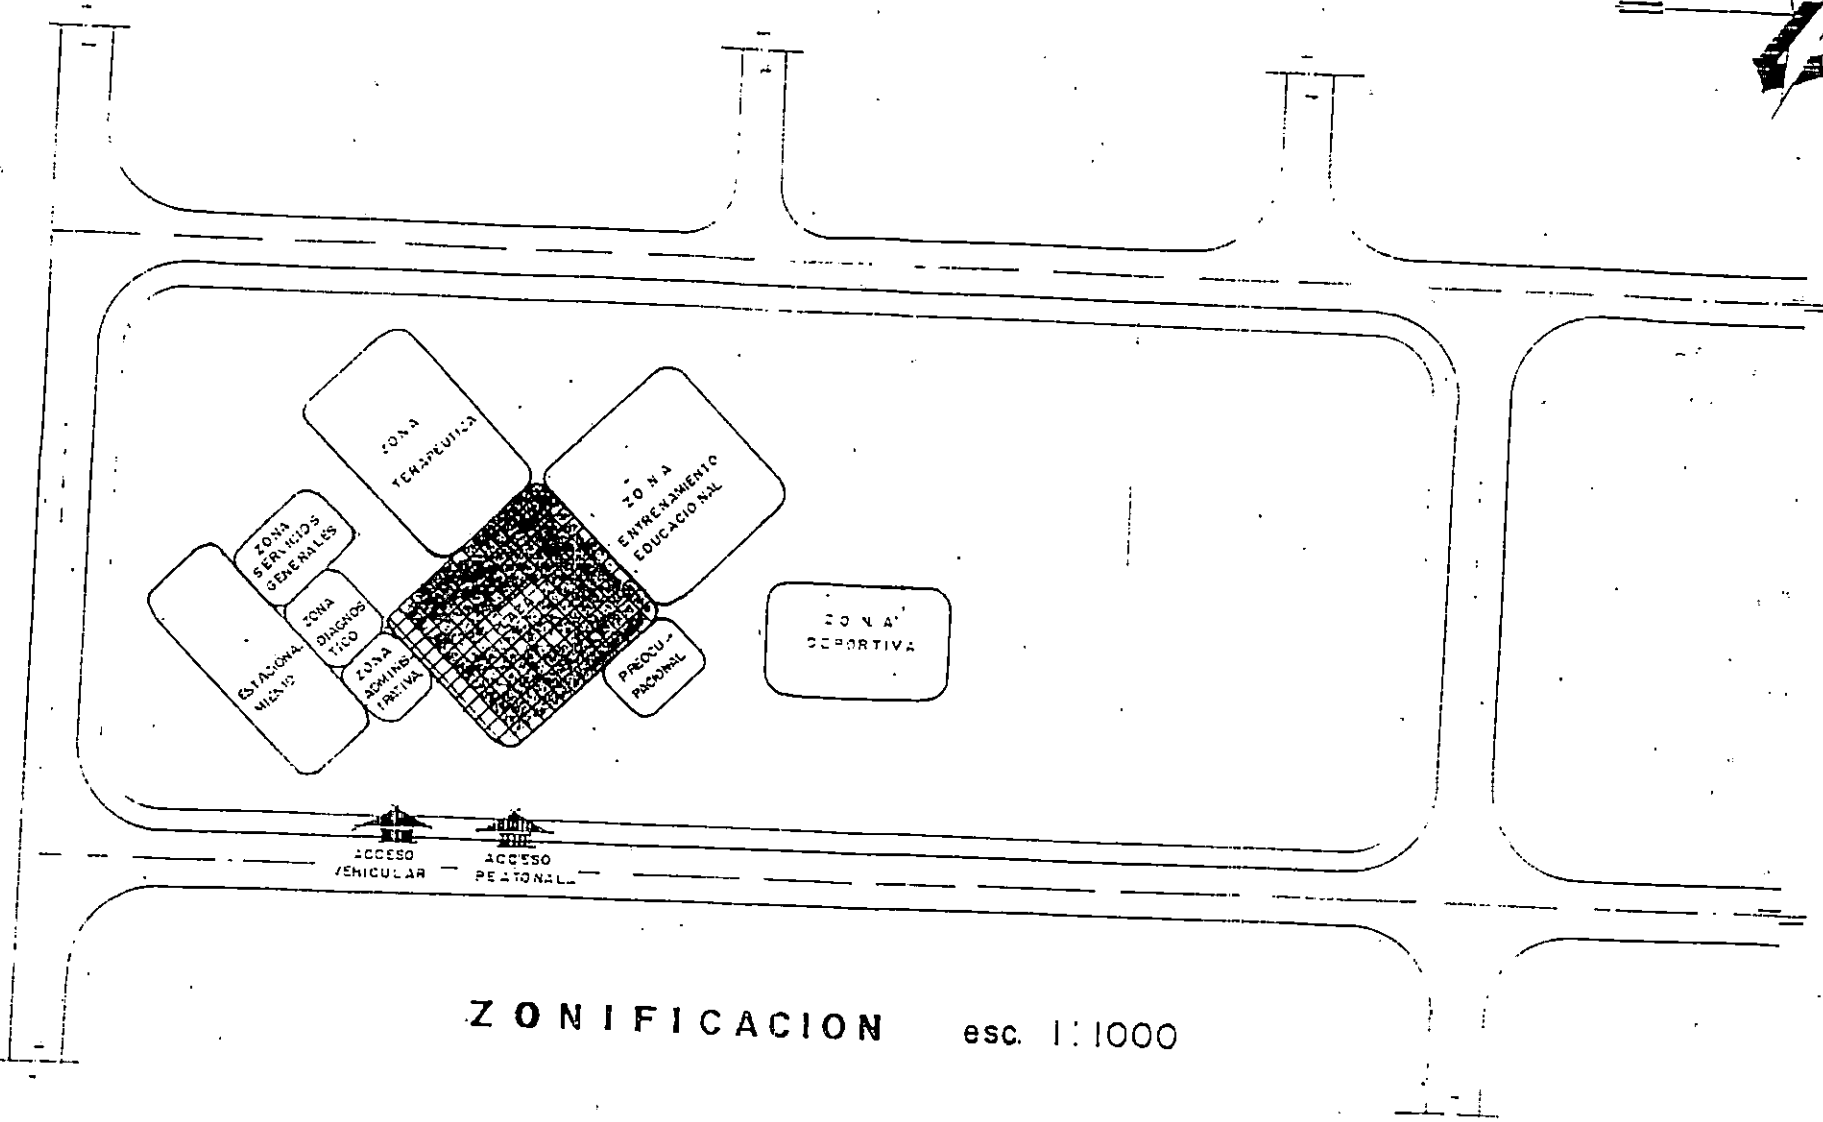 ZONA
TERAPEUTICA
ZONA
ENTRENAMIENTO
EDUCACIONAL
ZONA
SERVICIOS
GENERALES
ZONA
DIAGNOS
TICO
ZONA
ADMINIS-
TRATIVA
ESTACIONA-
MIENTO
PLAZA
PREOCU-
PACIONAL
ZONA
DEPORTIVA
ACCESO
VEHICULAR
ACCESO
PEATONAL
ZONIFICACION esc. 1:1000